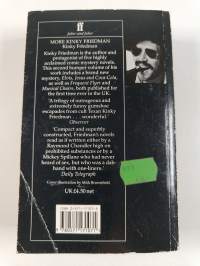 faber and faber
MORE KINKY FRIEDMAN
Kinky Friedman
Kinky Friedman is the author and
protagonist of five highly
acclaimed comic mystery novels.
This second bumper volume of his
work includes a brand new
mystery, Elvis, Jesus and Coca-Cola,
as well as Frequent Flyer and
Musical Chairs, both published for
the first time ever in the UK.
'A trilogy of outrageous and
extremely funny gumshoe
escapades from cult Texan Kinky
Friedman . . . wonderful.'
Observer
'Compact and superbly
constructed, Friedman's novels
read as if written either by a
Raymond Chandler high on
prohibited substances or by a
Mickey Spillane who had never
heard of sex, but who was a dab
hand with one-liners.'
Daily Telegraph
Cover illustration by
UK £4.50 net